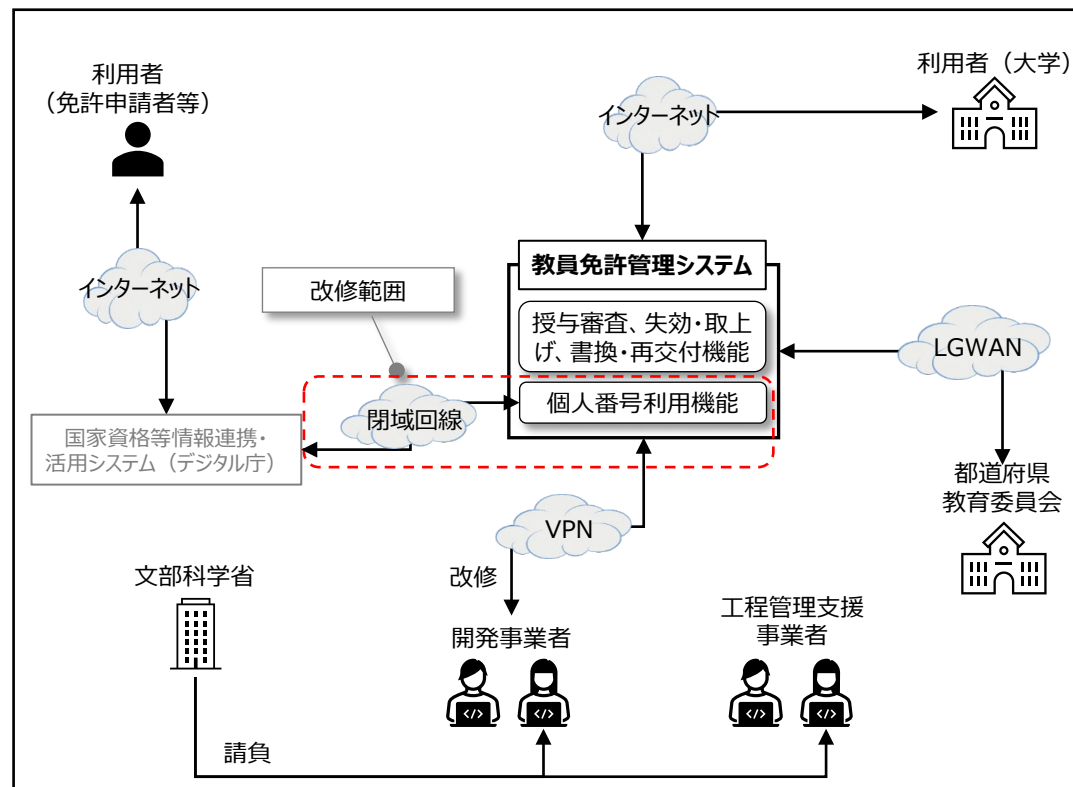 利用者
(免許申請者等)
インターネット
利用者(大学)
インターネット
改修範囲
教員免許管理システム
授与審査、失効・取上
げ、書換・再交付機能
個人番号利用機能
閉域回線
国家資格等情報連携・
活用システム(デジタル庁)
LGWAN
都道府県
教育委員会
VPN
改修
文部科学省
開発事業者
工程管理支援
事業者
請負